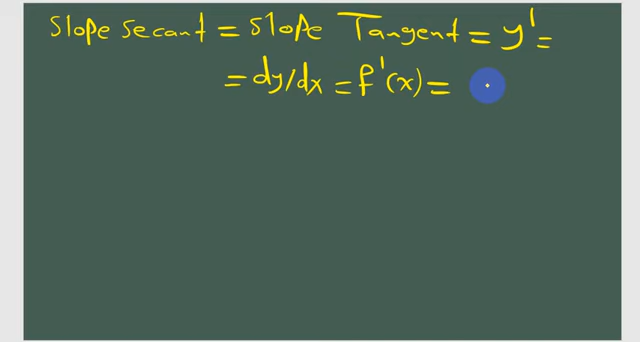 Slope Secant = Slope Tangent = y' =
= dy/dx = f'(x) =